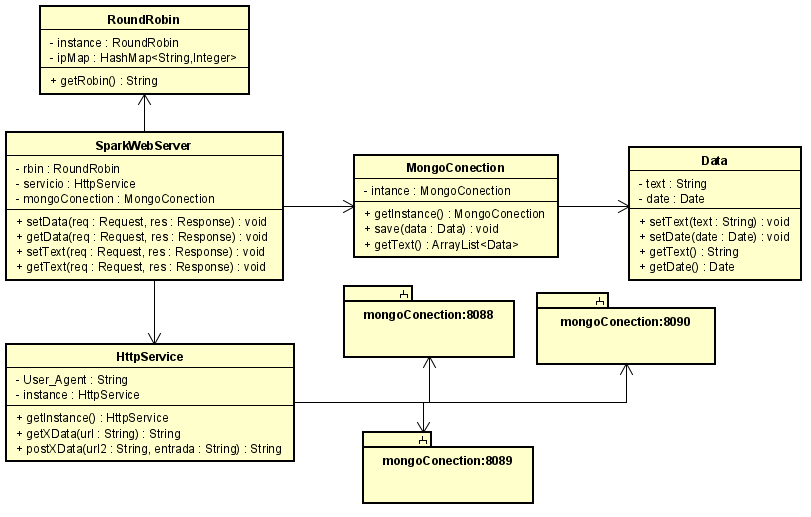 RoundRobin
- instance : RoundRobin
- ipMap : HashMap<String,Integer>
+ getRobin() : String
SparkWebServer
- rbin : RoundRobin
- servicio : HttpService
- mongoConection : MongoConection
+ setData(req : Request, res : Response) : void
+ getData(req : Request, res : Response) : void
+ setText(req : Request, res : Response) : void
+ getText(req : Request, res : Response) : void
MongoConection
- intance : MongoConection
+ getInstance() : MongoConection
+ save(data : Data) : void
+ getText() : ArrayList<Data>
Data
- text : String
- date : Date
+ setText(text : String) : void
+ setDate(date : Date) : void
+ getText() : String
+ getDate() : Date
mongoConection:8088
mongoConection:8090
HttpService
- User_Agent : String
- instance : HttpService
+ getInstance() : HttpService
+ getXData(url : String) : String
+ postXData(url2 : String, entrada : String) : String
mongoConection:8089